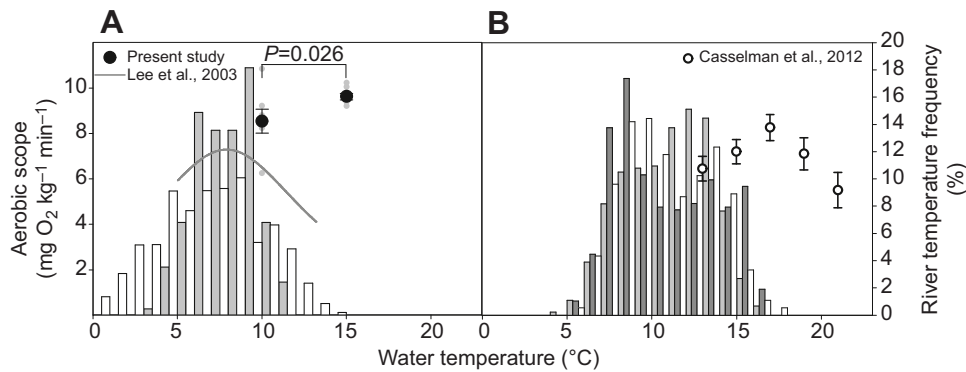 A
B
Present study
Lee et al., 2003
P=0.026
Casselman et al., 2012
Aerobic scope
(mg O₂ kg⁻¹ min⁻¹)
10
8
6
4
2
20
18
16
14
12
10
8
6
4
2
0
River temperature frequency
(%)
0 5 10 15 20 0 5 10 15 20
Water temperature (°C)